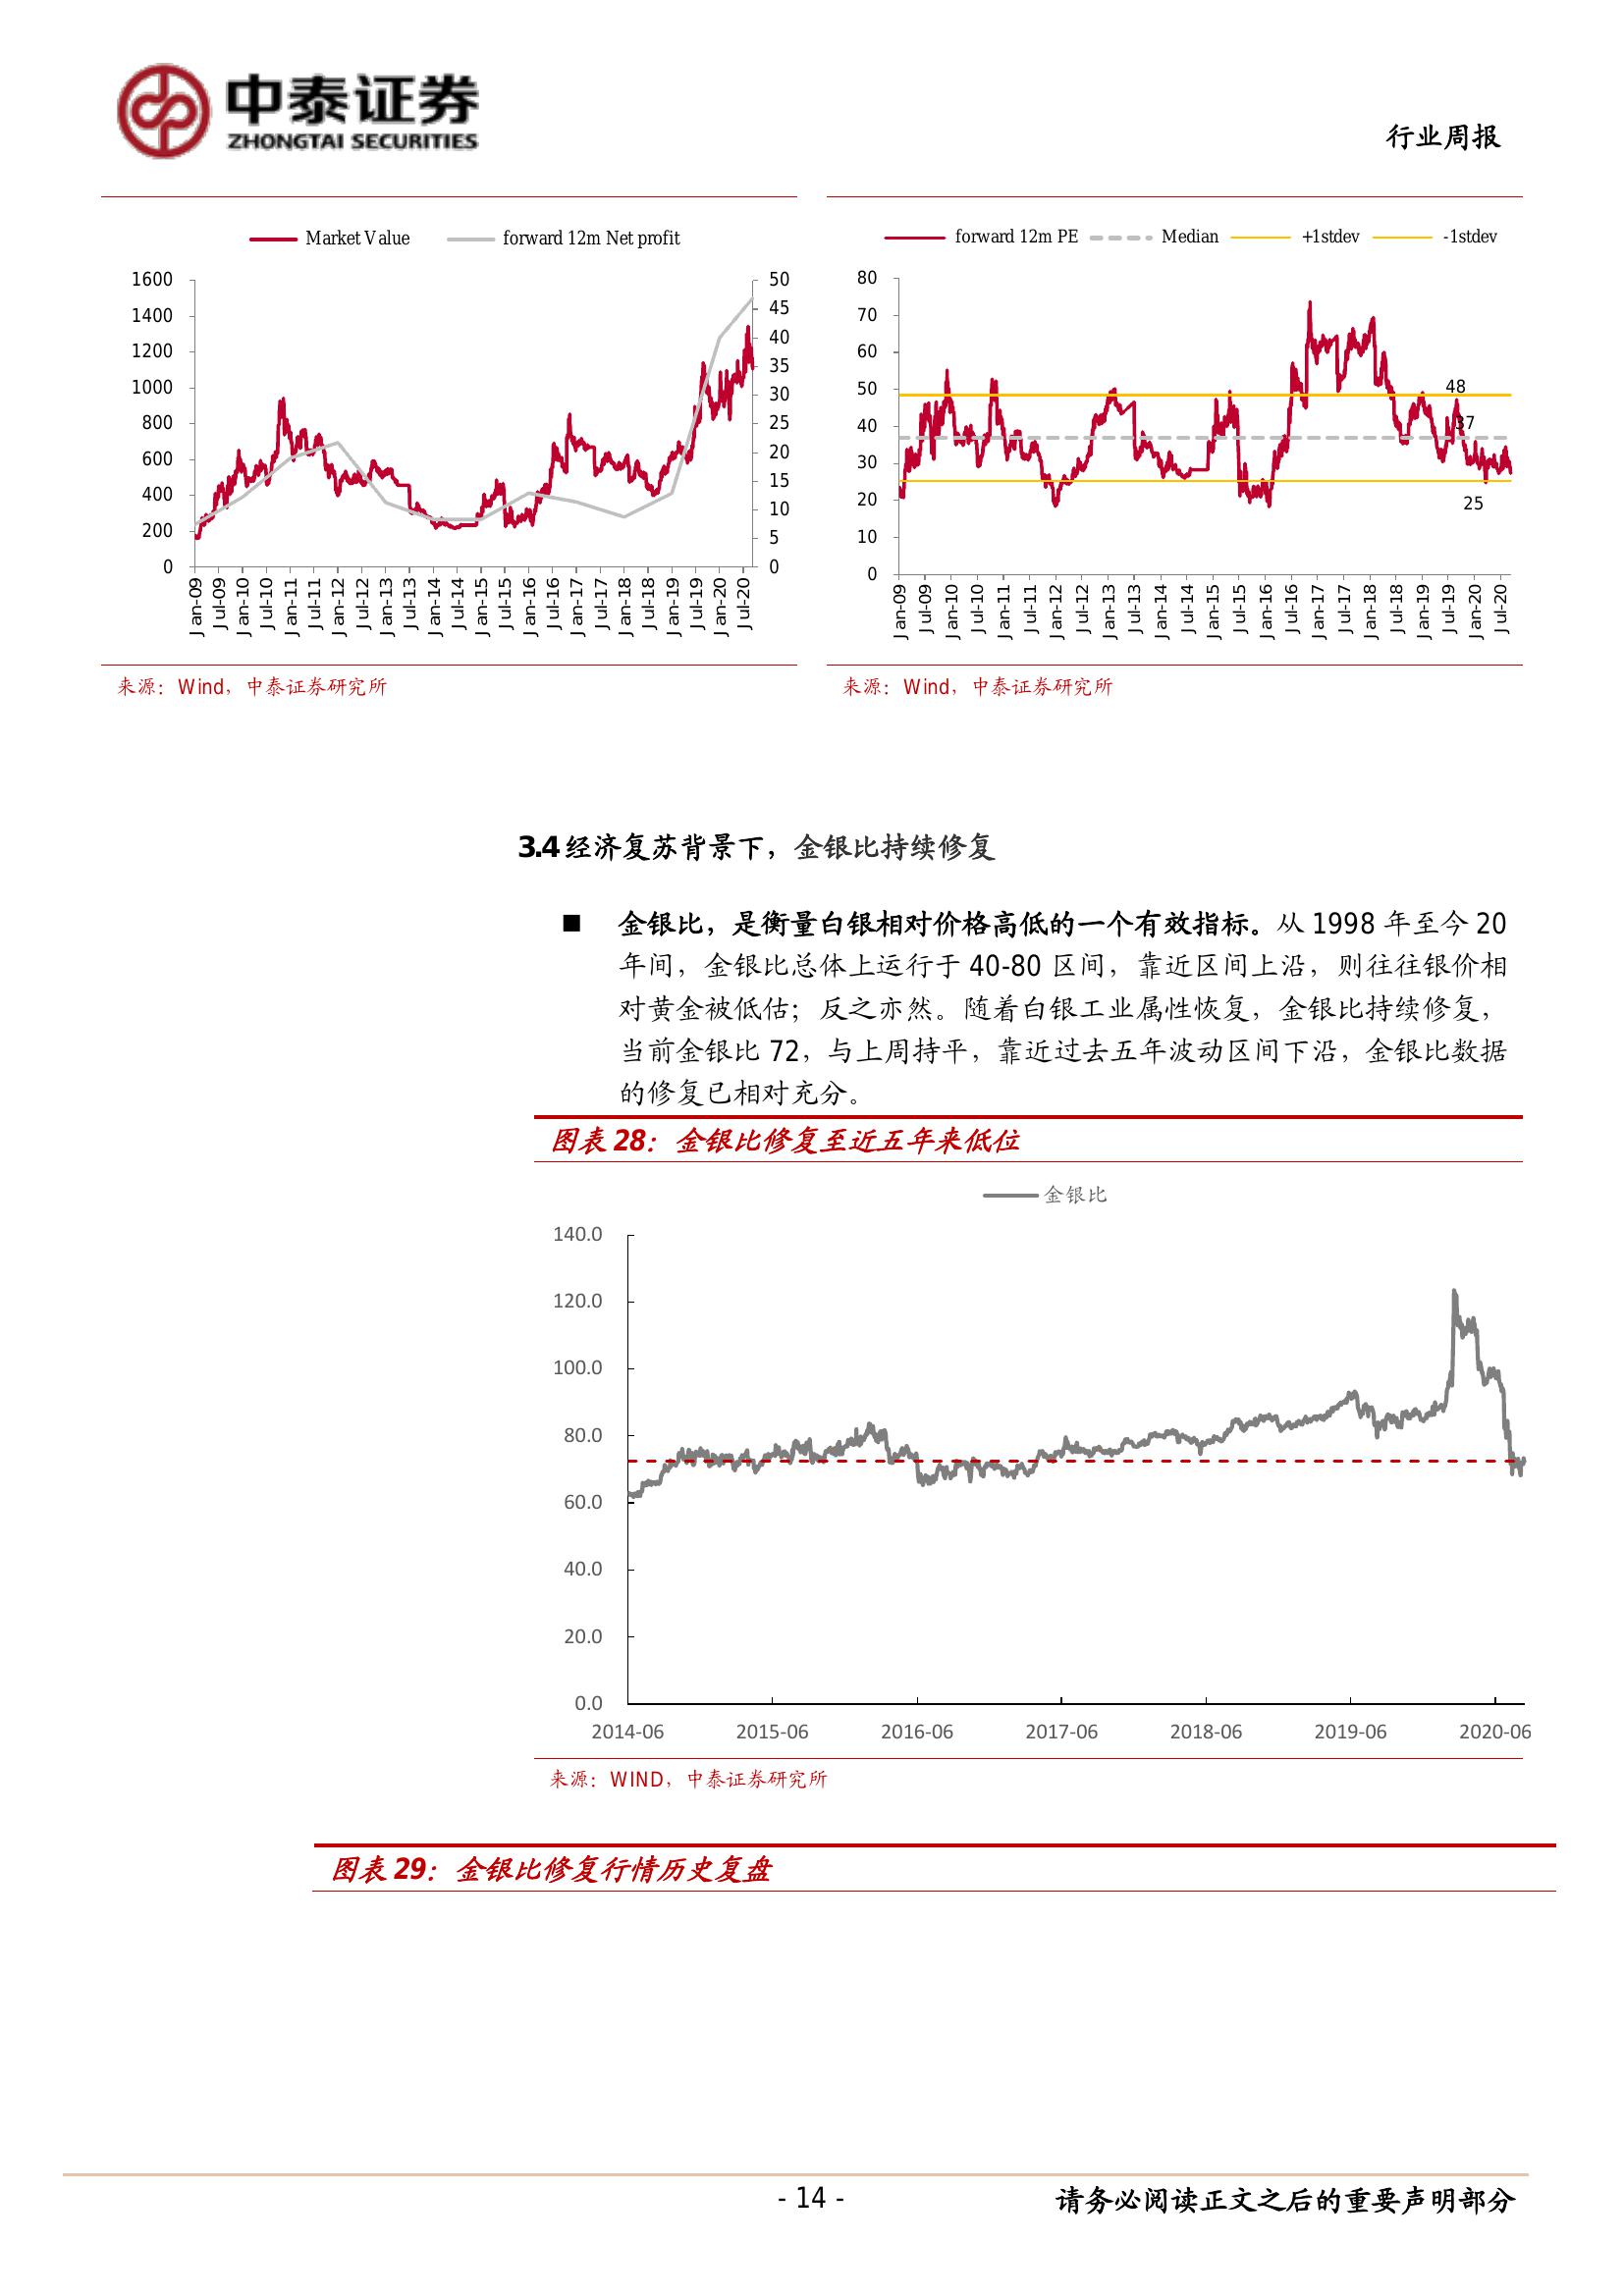 中泰证券
ZHONGTAI SECURITIES
行业周报
Market Value
forward 12m Net profit
1600
1400
1200
1000
800
600
400
200
0
50
45
40
35
30
25
20
15
10
5
0
Jan-09
Jul-09
Jan-10
Jul-10
Jan-11
Jul-11
Jan-12
Jul-12
Jan-13
Jul-13
Jan-14
Jul-14
Jan-15
Jul-15
Jan-16
Jul-16
Jan-17
Jul-17
Jan-18
Jul-18
Jan-19
Jul-19
Jan-20
Jul-20
来源：Wind，中泰证券研究所
forward 12m PE
Median
+1stdev
-1stdev
80
70
60
50
40
30
20
10
0
48
37
25
Jan-09
Jul-09
Jan-10
Jul-10
Jan-11
Jul-11
Jan-12
Jul-12
Jan-13
Jul-13
Jan-14
Jul-14
Jan-15
Jul-15
Jan-16
Jul-16
Jan-17
Jul-17
Jan-18
Jul-18
Jan-19
Jul-19
Jan-20
Jul-20
来源：Wind，中泰证券研究所
3.4 经济复苏背景下，金银比持续修复
■ 金银比，是衡量白银相对价格高低的一个有效指标。从 1998 年至今 20
年间，金银比总体上运行于 40-80 区间，靠近区间上沿，则往往银价相
对黄金被低估；反之亦然。随着白银工业属性恢复，金银比持续修复，
当前金银比 72，与上周持平，靠近过去五年波动区间下沿，金银比数据
的修复已相对充分。
图表 28：金银比修复至近五年来低位
金银比
140.0
120.0
100.0
80.0
60.0
40.0
20.0
0.0
2014-06
2015-06
2016-06
2017-06
2018-06
2019-06
2020-06
来源：WIND，中泰证券研究所
图表 29：金银比修复行情历史复盘
- 14 -
请务必阅读正文之后的重要声明部分